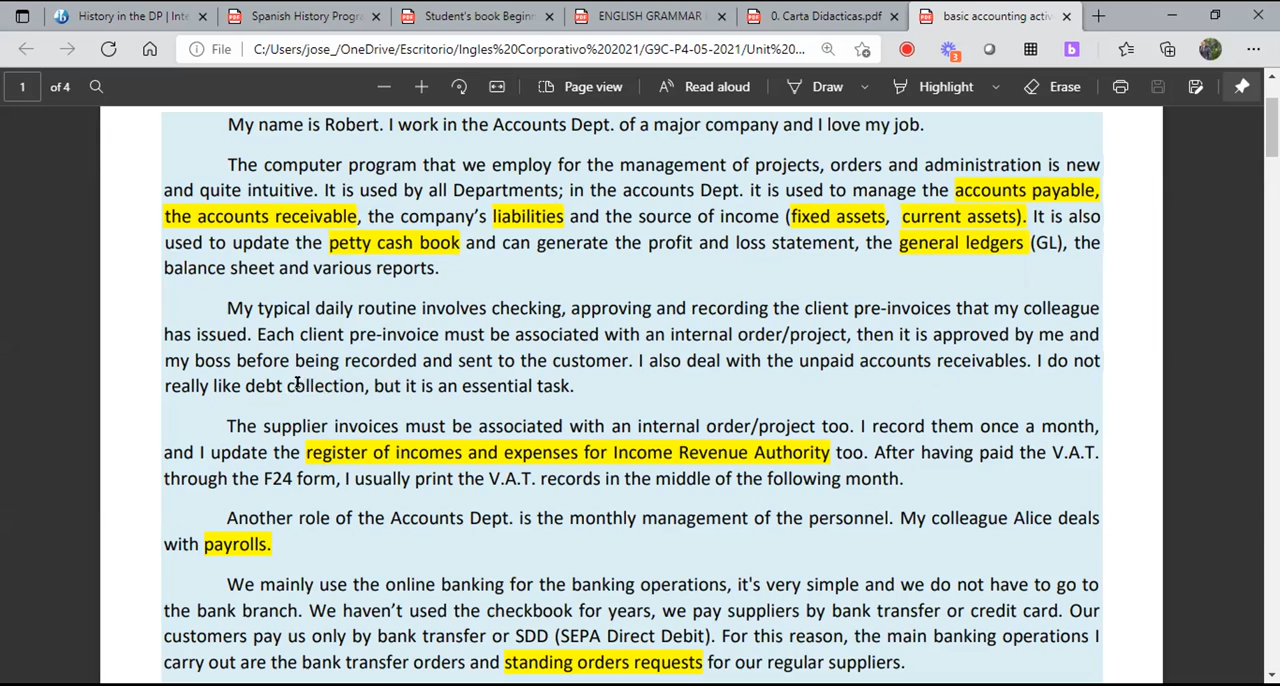 History in the DP | Inte
Spanish History Progr
Student's book Beginn
ENGLISH GRAMMAR
0. Carta Didacticas.pdf
basic accounting activ
File
C:/Users/jose_/OneDrive/Escritorio/Ingles%20Corporativo%202021/G9C-P4-05-2021/Unit%20...
3
b
1 of 4
Page view
Read aloud
Draw
Highlight
Erase
My name is Robert. I work in the Accounts Dept. of a major company and I love my job.
The computer program that we employ for the management of projects, orders and administration is new
and quite intuitive. It is used by all Departments; in the accounts Dept. it is used to manage the accounts payable,
the accounts receivable, the company's liabilities and the source of income (fixed assets, current assets). It is also
used to update the petty cash book and can generate the profit and loss statement, the general ledgers (GL), the
balance sheet and various reports.
My typical daily routine involves checking, approving and recording the client pre-invoices that my colleague
has issued. Each client pre-invoice must be associated with an internal order/project, then it is approved by me and
my boss before being recorded and sent to the customer. I also deal with the unpaid accounts receivables. I do not
really like debt collection, but it is an essential task.
The supplier invoices must be associated with an internal order/project too. I record them once a month,
and I update the register of incomes and expenses for Income Revenue Authority too. After having paid the V.A.T.
through the F24 form, I usually print the V.A.T. records in the middle of the following month.
Another role of the Accounts Dept. is the monthly management of the personnel. My colleague Alice deals
with payrolls.
We mainly use the online banking for the banking operations, it's very simple and we do not have to go to
the bank branch. We haven't used the checkbook for years, we pay suppliers by bank transfer or credit card. Our
customers pay us only by bank transfer or SDD (SEPA Direct Debit). For this reason, the main banking operations I
carry out are the bank transfer orders and standing orders requests for our regular suppliers.